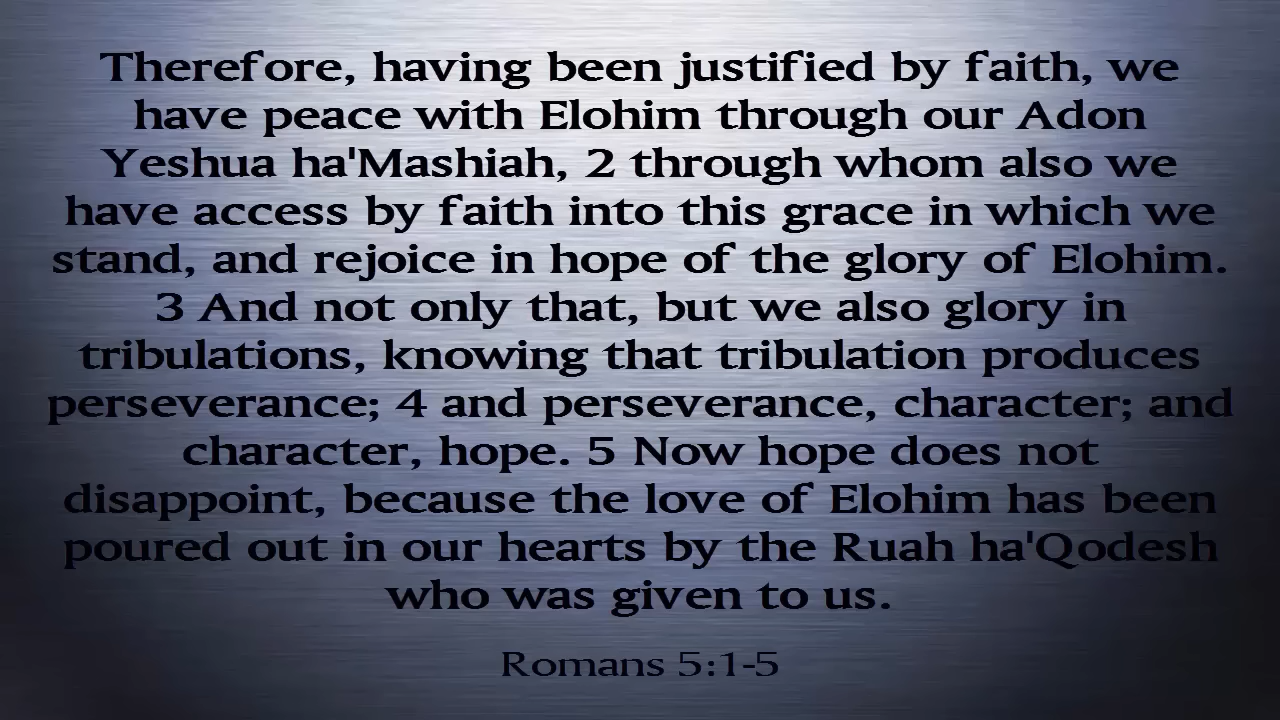 Therefore, having been justified by faith, we
have peace with Elohim through our Adon
Yeshua ha'Mashiah, 2 through whom also we
have access by faith into this grace in which we
stand, and rejoice in hope of the glory of Elohim.
3 And not only that, but we also glory in
tribulations, knowing that tribulation produces
perseverance; 4 and perseverance, character; and
character, hope. 5 Now hope does not
disappoint, because the love of Elohim has been
poured out in our hearts by the Ruah ha'Qodesh
who was given to us.
Romans 5:1-5